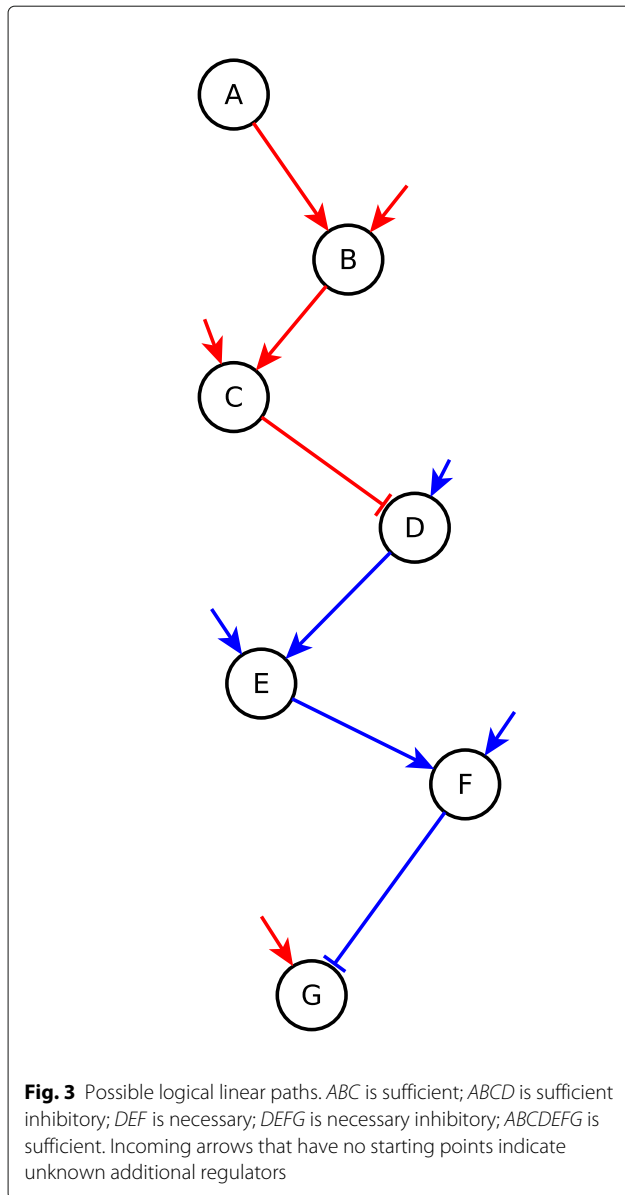 A
B
C
D
E
F
G
Fig. 3 Possible logical linear paths. ABC is sufficient; ABCD is sufficient
inhibitory; DEF is necessary; DEFG is necessary inhibitory; ABCDEFG is
sufficient. Incoming arrows that have no starting points indicate
unknown additional regulators